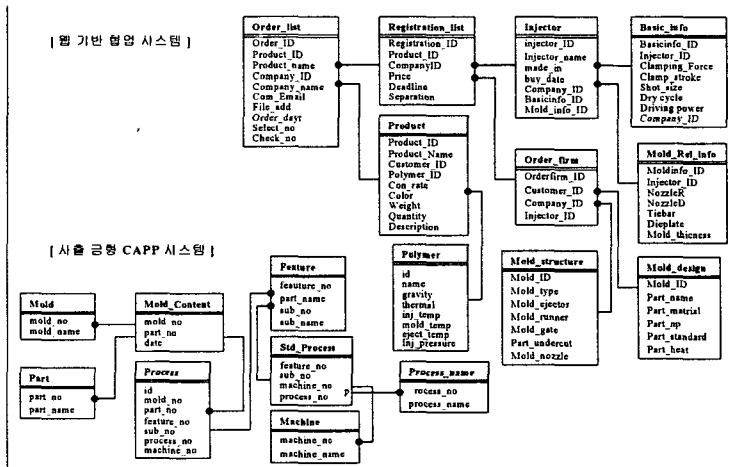 [ 웹 기반 협업 시스템 ]
Order_list
Order_ID
Product_ID
Product_name
Company_ID
Company_name
Com_Email
File_add
Order_dayt
Select_no
Check_no
Registration_list
Registration_ID
Product_ID
CompanyID
Price
Deadline
Separation
Injector
injector_ID
Injector_name
made_in
buy_date
Company_ID
Basicinfo_ID
Mold_info_ID
Basic_info
Basicinfo_ID
Injector_ID
Clamping_Force
Clamp_stroke
Shot_size
Dry cycle
Driving power
Company_ID
Product
Product_ID
Product_Name
Customer_ID
Polymer_ID
Con_rate
Color
Weight
Quantity
Description
Order_firm
Orderfirm_ID
Customer_ID
Company_ID
Injector_ID
Mold_Rel_info
Moldinfo_ID
Injector_ID
NozzleR
NozzleD
Tiebar
Dieplate
Mold_thicness
[ 사출 금형 CAPP 시스템 ]
Polymer
id
name
gravity
thermal
inj_temp
mold_temp
eject_temp
Inj_pressure
Mold_structure
Mold_ID
Mold_type
Mold_ejector
Mold_runner
Mold_gate
Part_undercut
Mold_nozzle
Mold_design
Mold_ID
Part_name
Part_matrial
Part_np
Part_standard
Part_heat
Mold
mold_no
mold_name
Mold_Content
mold_no
part_no
date
Feature
feauture_no
part_name
sub_no
sub_name
Part
part_no
part_name
Process
id
mold_no
part_no
feature_no
sub_no
process_no
machine_no
Std_Process
feature_no
sub_no
machine_no
process_no
Process_name
p rocess_no
process_name
Machine
machine_no
machine_name